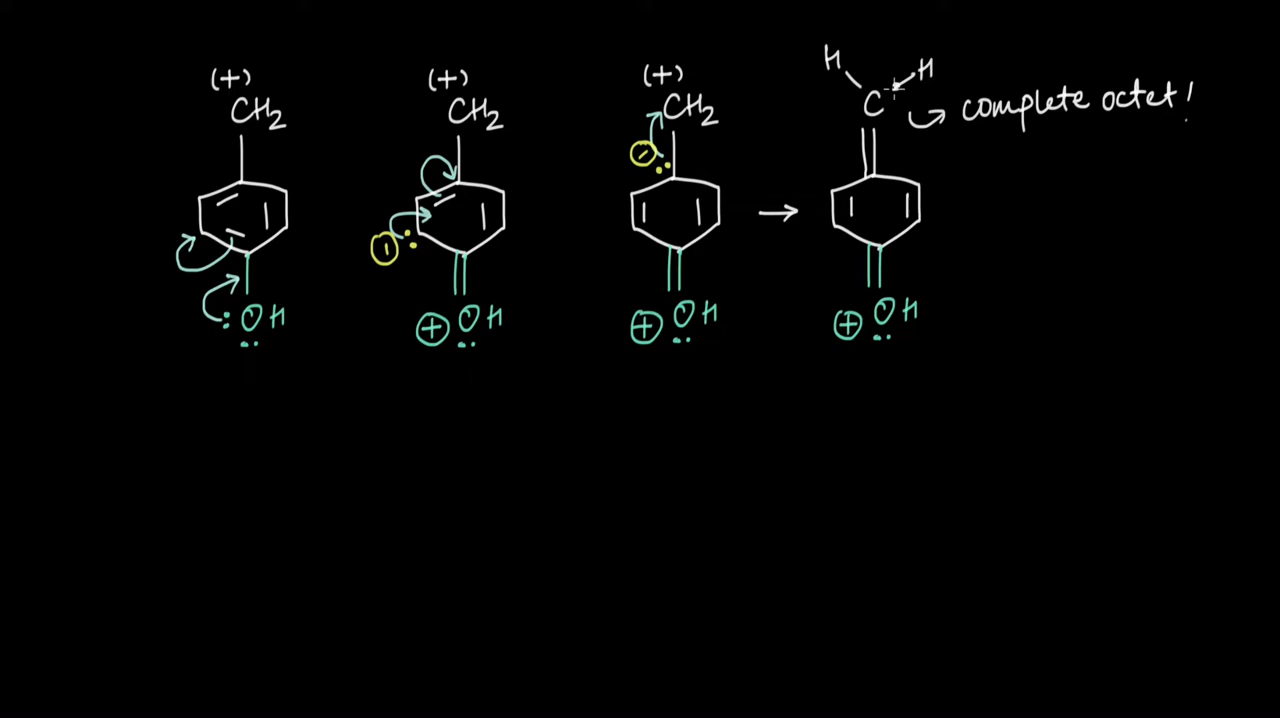 (+) (+) (+) H H
CH2 CH2 CH2 C complete octet!
− −
⊕ ⊕ ⊕
:OH OH OH OH